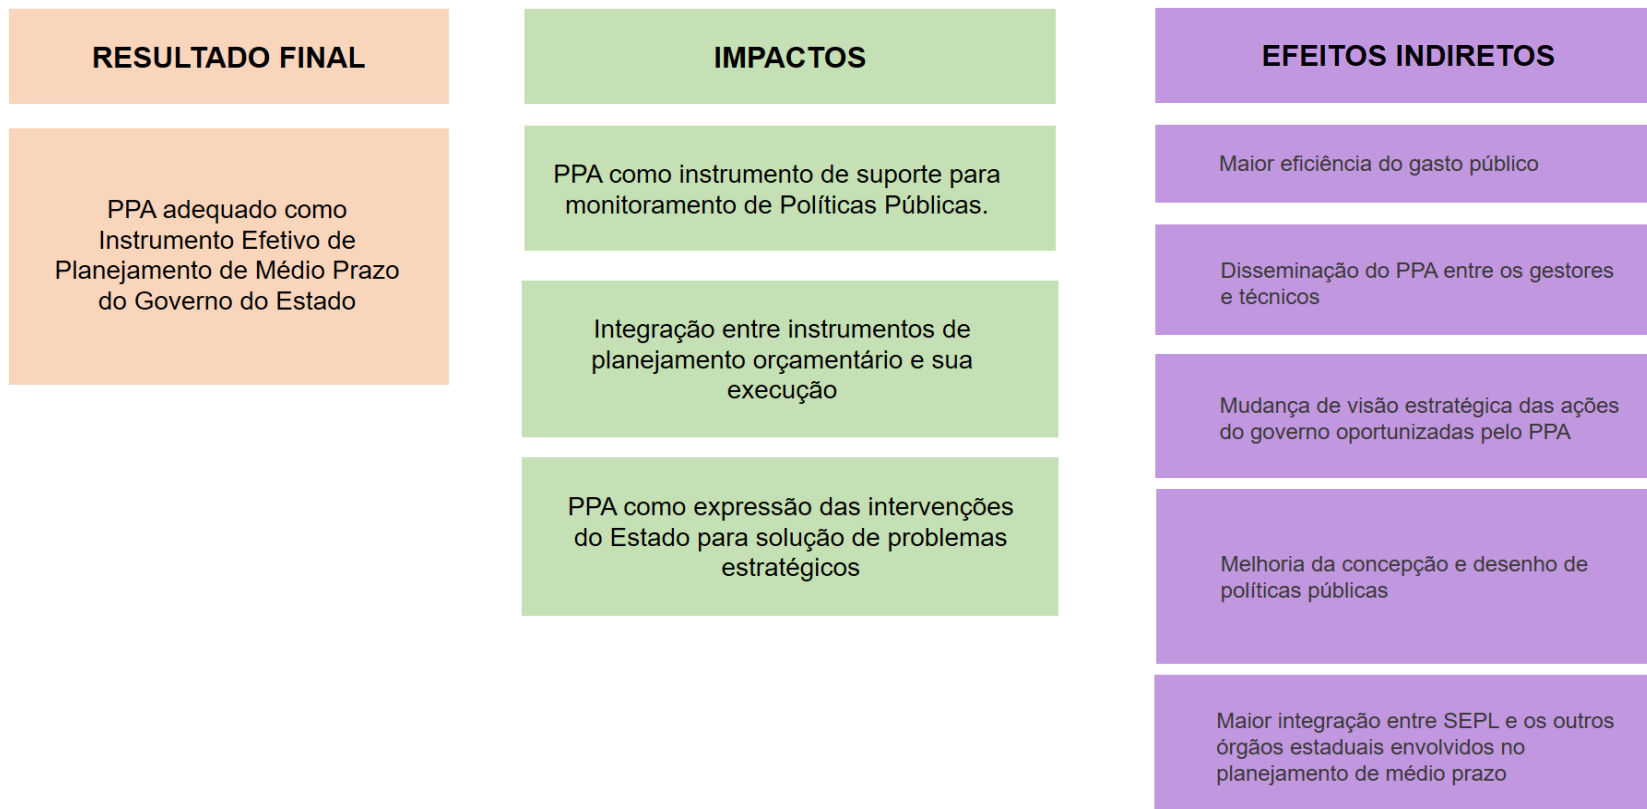 RESULTADO FINAL
PPA adequado como
Instrumento Efetivo de
Planejamento de Médio Prazo
do Governo do Estado
IMPACTOS
PPA como instrumento de suporte para
monitoramento de Políticas Públicas.
Integração entre instrumentos de
planejamento orçamentário e sua
execução
PPA como expressão das intervenções
do Estado para solução de problemas
estratégicos
EFEITOS INDIRETOS
Maior eficiência do gasto público
Disseminação do PPA entre os gestores
e técnicos
Mudança de visão estratégica das ações
do governo oportunizadas pelo PPA
Melhoria da concepção e desenho de
políticas públicas
Maior integração entre SEPL e os outros
órgãos estaduais envolvidos no
planejamento de médio prazo